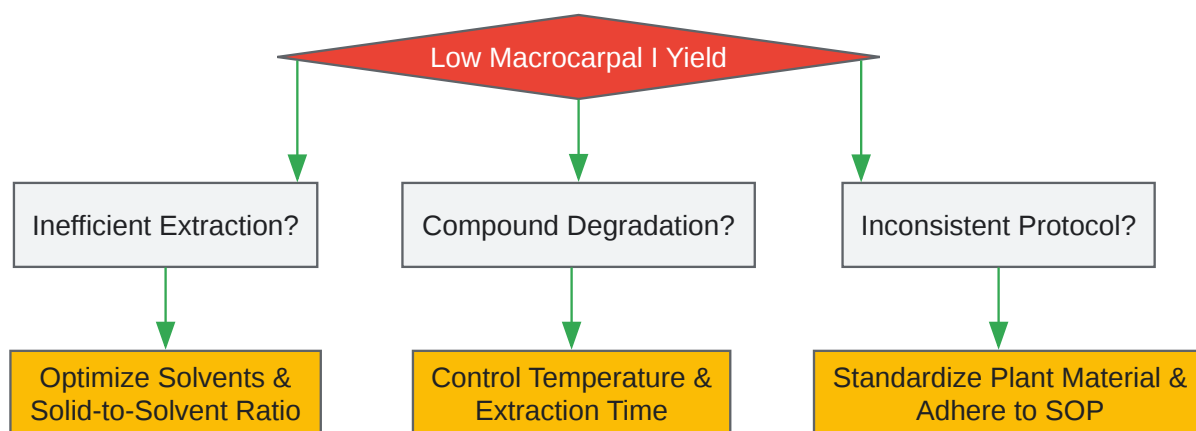 Low Macrocarpal I Yield
Inefficient Extraction?
Compound Degradation?
Inconsistent Protocol?
Optimize Solvents &
Solid-to-Solvent Ratio
Control Temperature &
Extraction Time
Standardize Plant Material &
Adhere to SOP